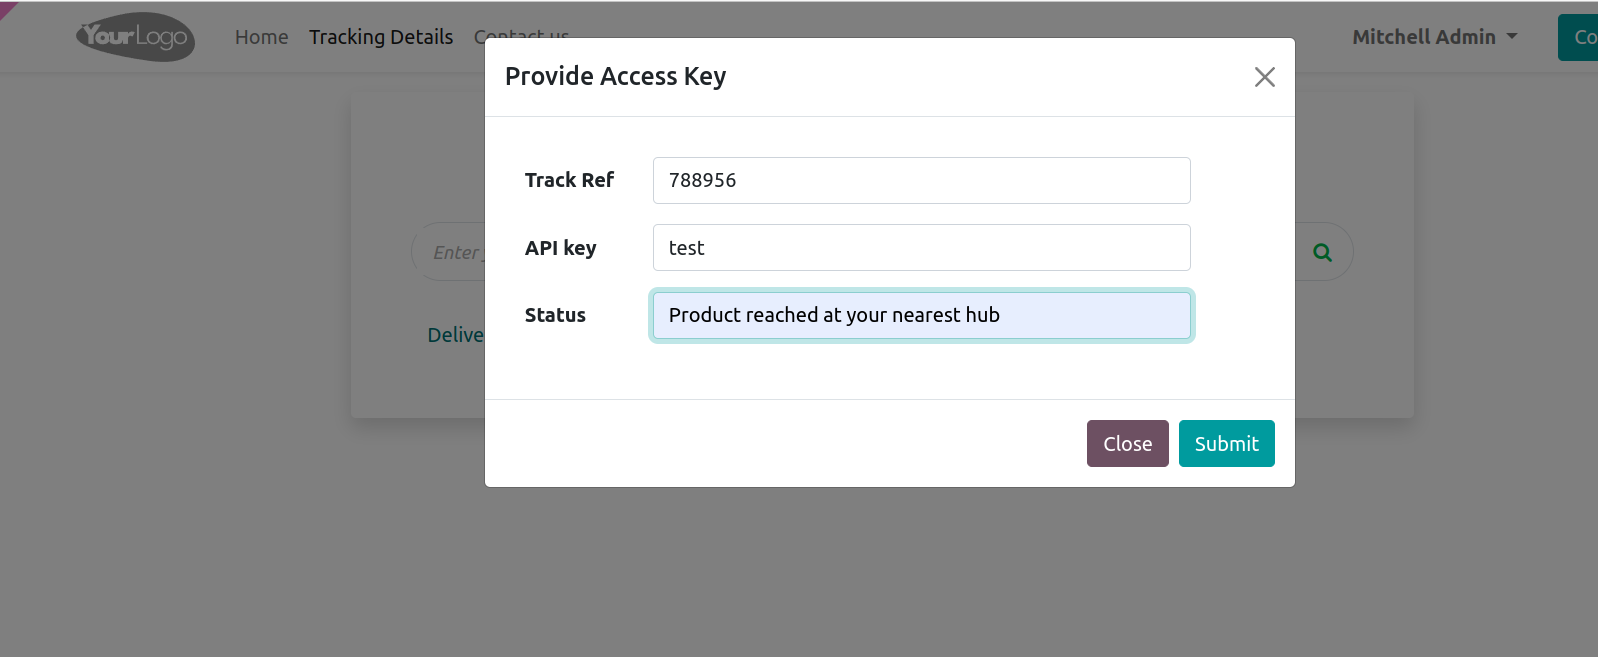 YourLogo
Home Tracking Details Contact us
Mitchell Admin
Co
Provide Access Key
Track Ref 788956
Enter
API key test
Status Product reached at your nearest hub
Delive
Close Submit